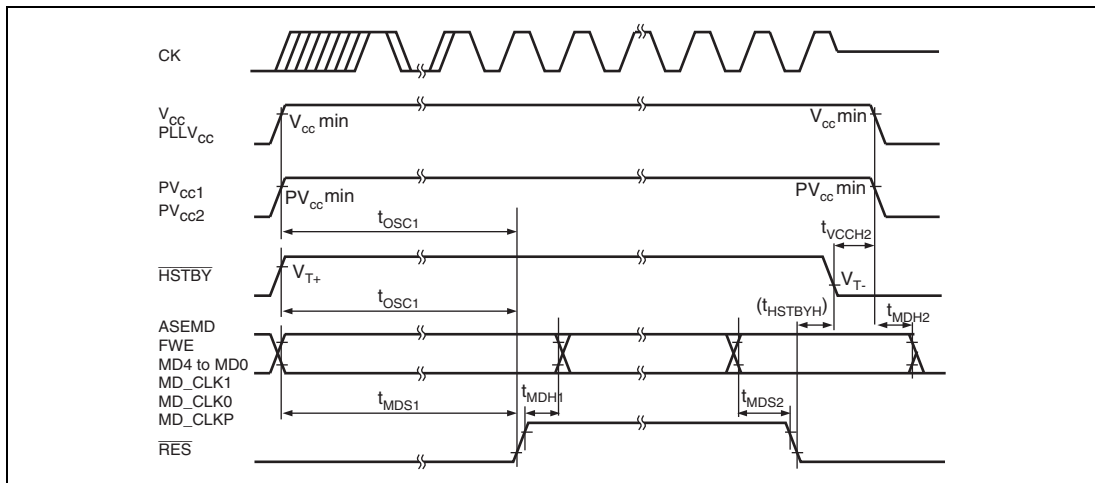 CK
Vcc
PLLVcc
Vcc min
Vcc min
PVcc1
PVcc2
PVcc min
PVcc min
tOSC1
tVCCH2
HSTBY
VT+
VT-
tOSC1
(tHSTBYH)
tMDH2
ASEMD
FWE
MD4 to MD0
MD_CLK1
MD_CLK0
MD_CLKP
tMDS1
tMDH1
tMDS2
RES